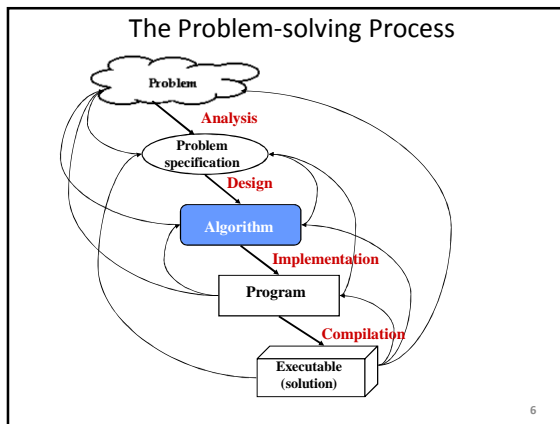 The Problem-solving Process
Problem
Analysis
Problem
specification
Design
Algorithm
Implementation
Program
Compilation
Executable
(solution)
6